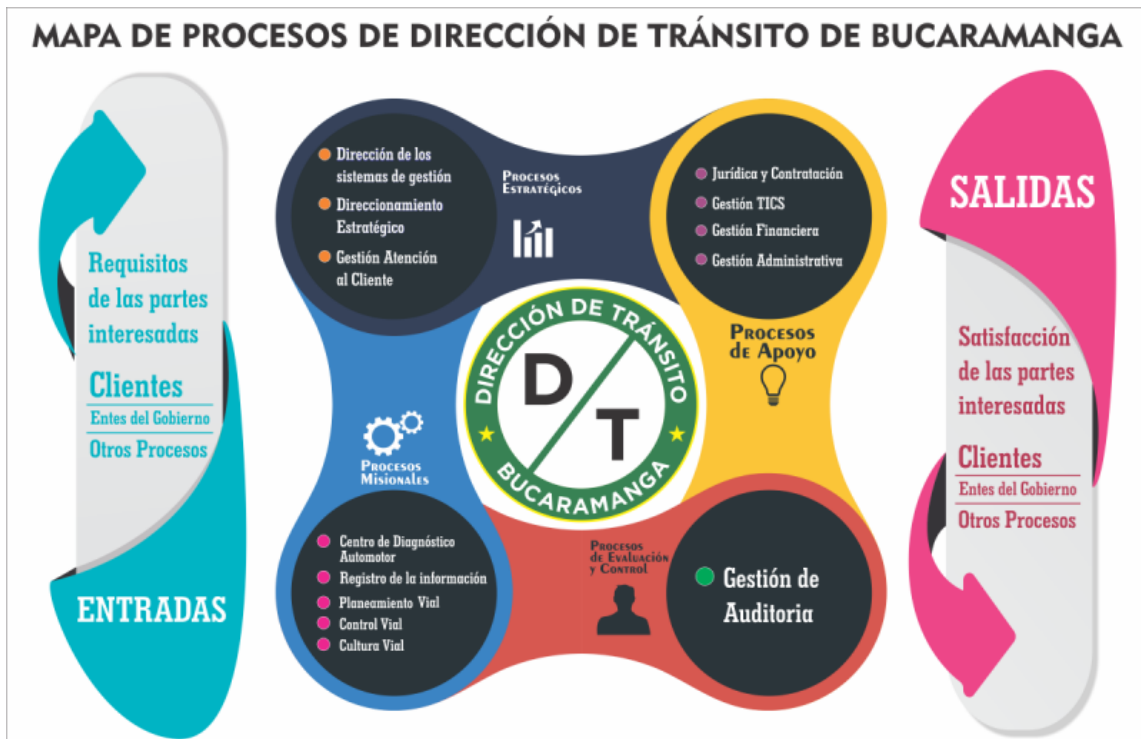 MAPA DE PROCESOS DE DIRECCIÓN DE TRÁNSITO DE BUCARAMANGA
Requisitos
de las partes
interesadas
Clientes
Entes del Gobierno
Otros Procesos
ENTRADAS
Dirección de los
sistemas de gestión
Direccionamiento
Estratégico
Gestión Atención
al Cliente
PROCESOS
ESTRATÉGICOS
Jurídica y Contratación
Gestión TICS
Gestión Financiera
Gestión Administrativa
PROCESOS
DE APOYO
DIRECCIÓN DE TRÁNSITO
D
T
BUCARAMANGA
PROCESOS
MISIONALES
Centro de Diagnóstico
Automotor
Registro de la información
Planeamiento Vial
Control Vial
Cultura Vial
PROCESOS
DE EVALUACIÓN
Y CONTROL
Gestión de
Auditoria
SALIDAS
Satisfacción
de las partes
interesadas
Clientes
Entes del Gobierno
Otros Procesos